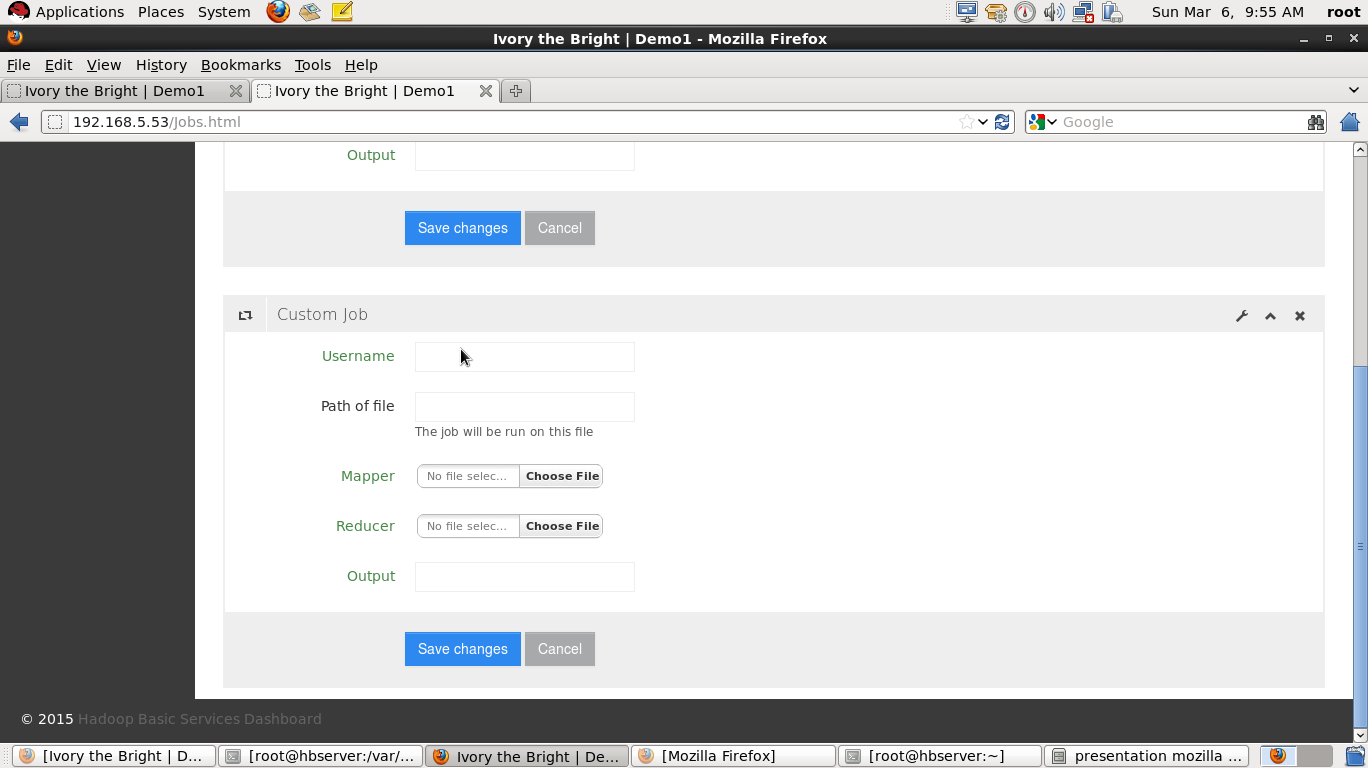 Applications Places System Sun Mar 6, 9:55 AM root
Ivory the Bright | Demo1 - Mozilla Firefox
File Edit View History Bookmarks Tools Help
Ivory the Bright | Demo1 Ivory the Bright | Demo1
192.168.5.53/Jobs.html Google
Output
Save changes Cancel
Custom Job
Username
Path of file
The job will be run on this file
Mapper No file selec... Choose File
Reducer No file selec... Choose File
Output
Save changes Cancel
© 2015 Hadoop Basic Services Dashboard
[Ivory the Bright | D... [root@hbserver:/var/... Ivory the Bright | De... [Mozilla Firefox] [root@hbserver:~] presentation mozilla ...